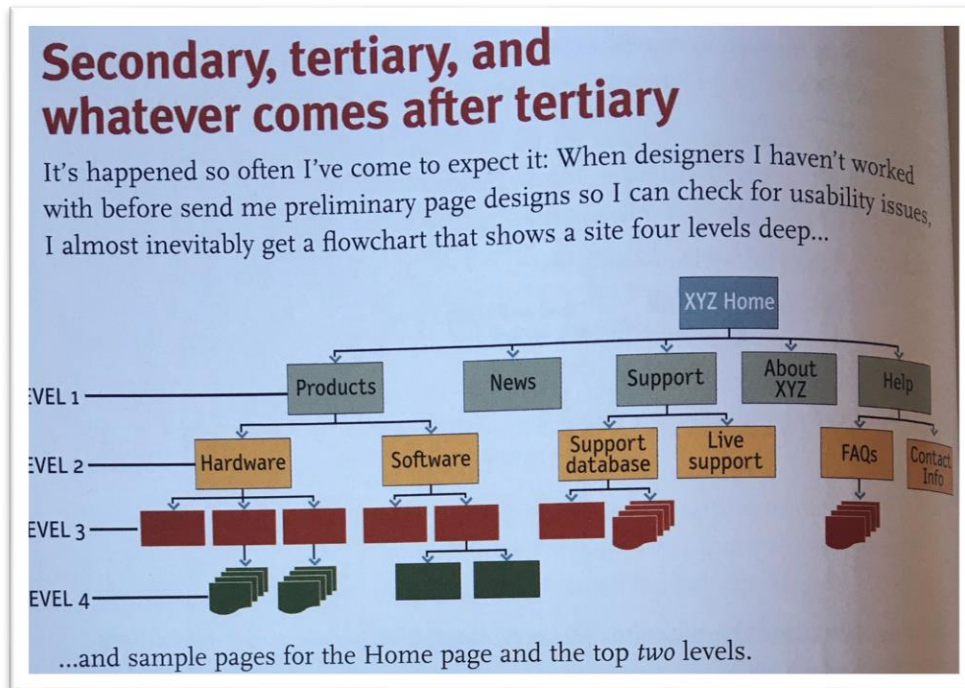 Secondary, tertiary, and
whatever comes after tertiary
It's happened so often I've come to expect it: When designers I haven't worked
with before send me preliminary page designs so I can check for usability issues,
I almost inevitably get a flowchart that shows a site four levels deep...
XYZ Home
EVEL 1
Products
News
Support
About
XYZ
Help
EVEL 2
Hardware
Software
Support
database
Live
support
FAQs
Contact
Info
EVEL 3
EVEL 4
...and sample pages for the Home page and the top two levels.